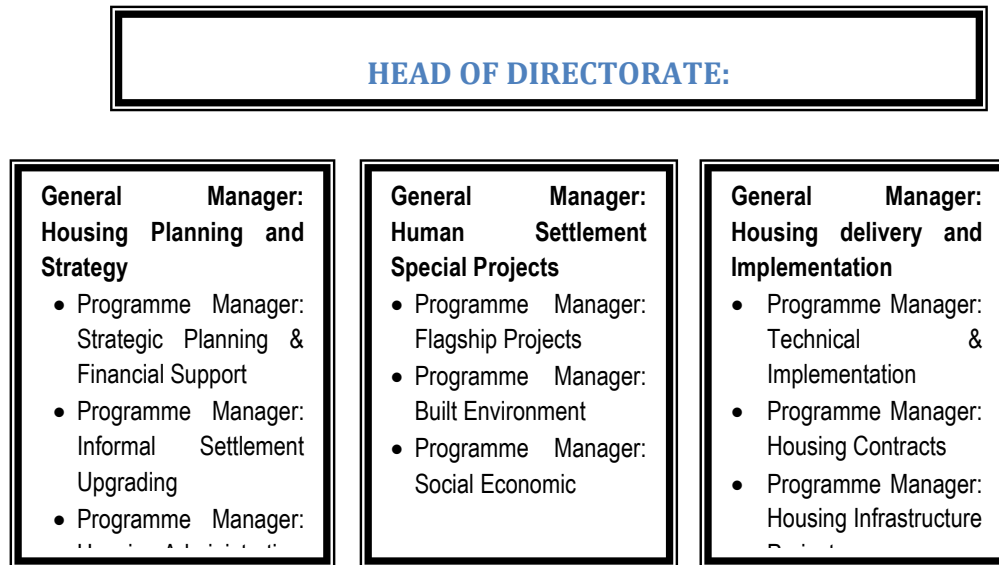 HEAD OF DIRECTORATE:
General Manager:
Housing Planning and
Strategy
• Programme Manager:
Strategic Planning &
Financial Support
• Programme Manager:
Informal Settlement
Upgrading
• Programme Manager:
General Manager:
Human Settlement
Special Projects
• Programme Manager:
Flagship Projects
• Programme Manager:
Built Environment
• Programme Manager:
Social Economic
General Manager:
Housing delivery and
Implementation
• Programme Manager:
Technical &
Implementation
• Programme Manager:
Housing Contracts
• Programme Manager:
Housing Infrastructure